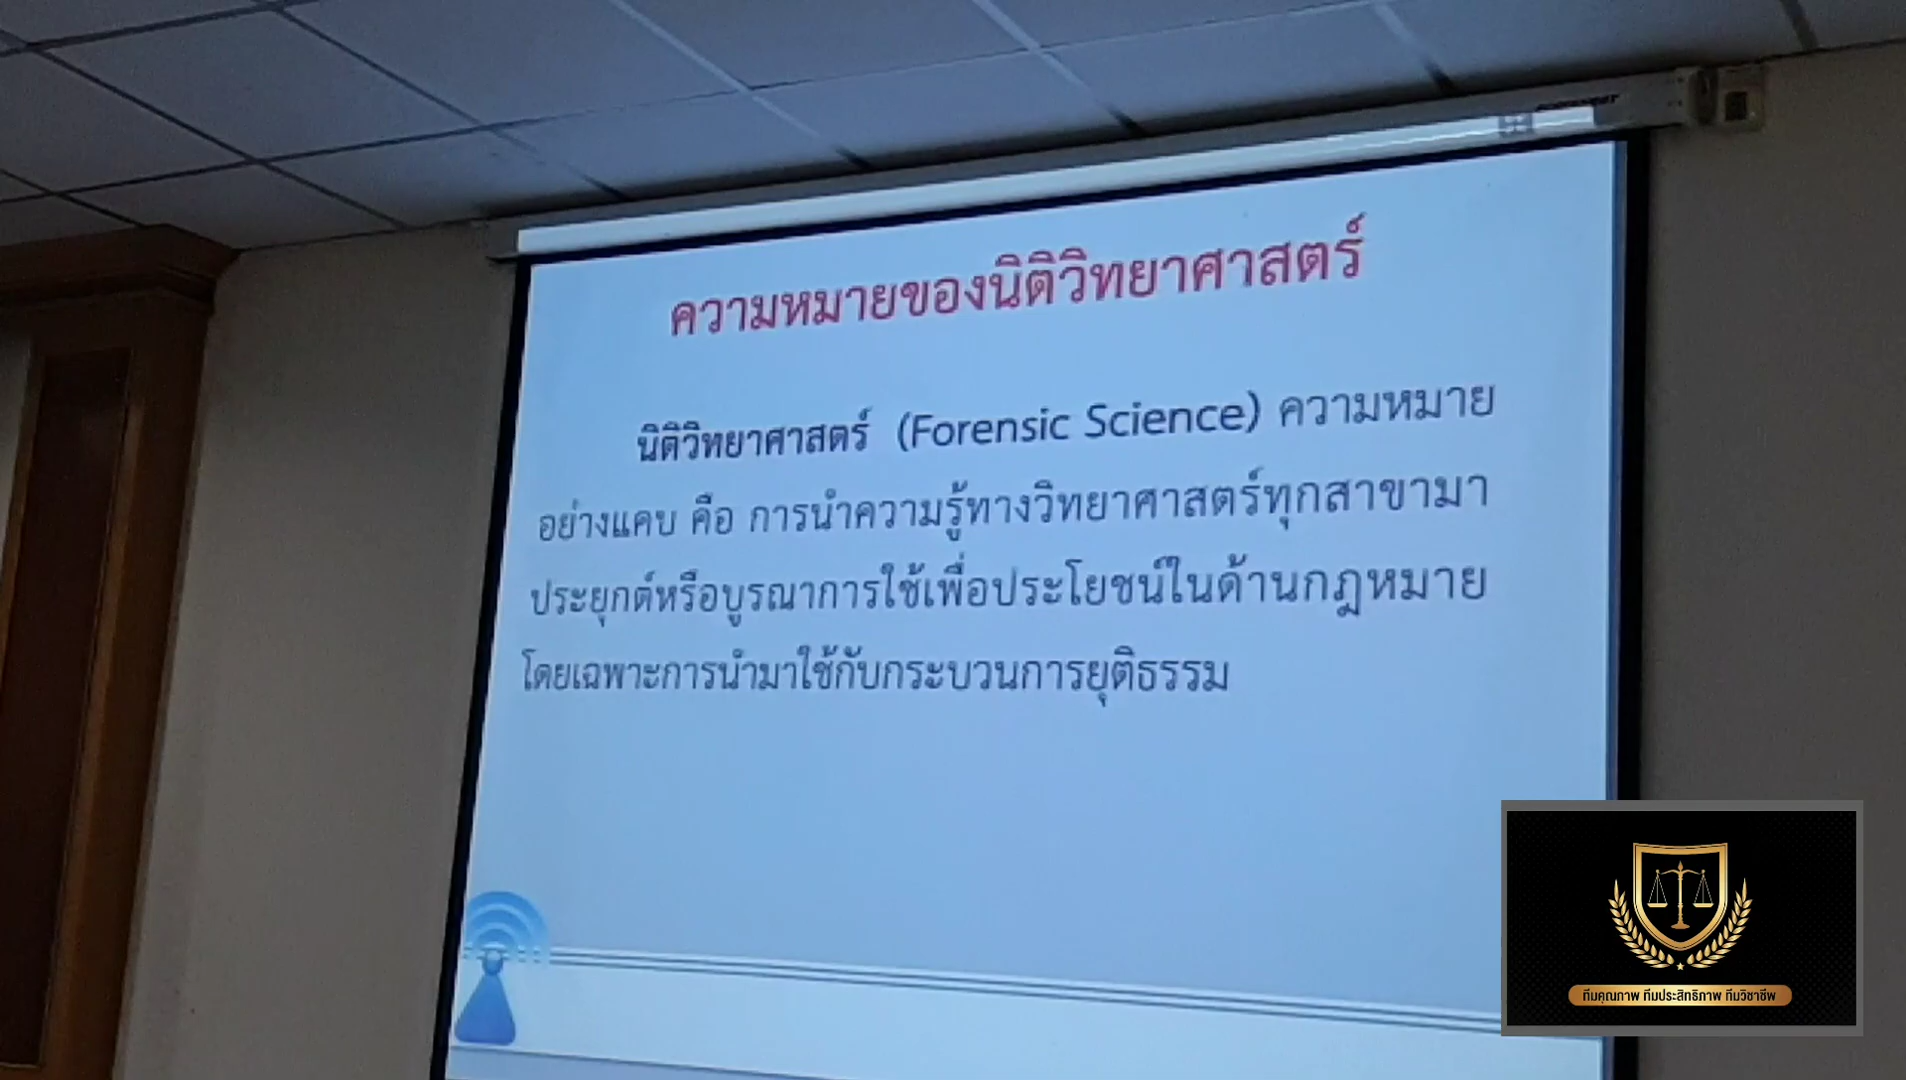 ความหมายของนิติวิทยาศาสตร์
นิติวิทยาศาสตร์ (Forensic Science) ความหมาย
อย่างแคบ คือ การนำความรู้ทางวิทยาศาสตร์ทุกสาขามา
ประยุกต์หรือบูรณาการใช้เพื่อประโยชน์ในด้านกฎหมาย
โดยเฉพาะการนำมาใช้กับกระบวนการยุติธรรม
ทีมคุณภาพ ทีมประสิทธิภาพ ทีมวิชาชีพ